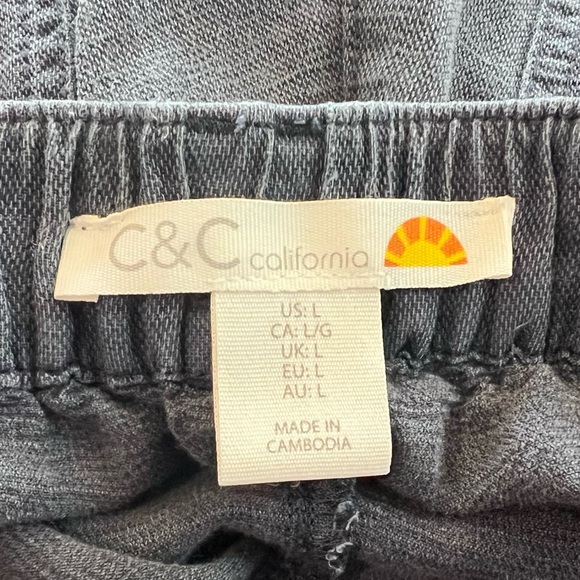 C&C california
US: L
CA: L/G
UK: L
EU: L
AU: L
MADE IN
CAMBODIA